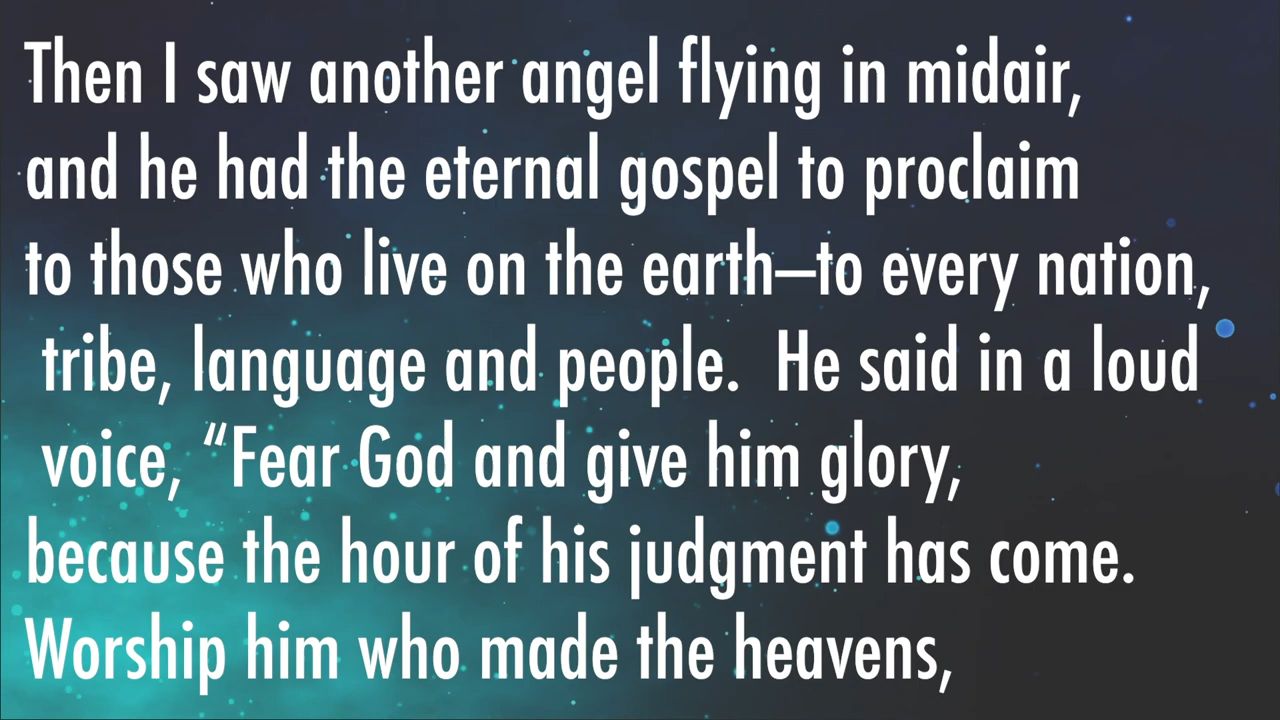 Then I saw another angel flying in midair,
and he had the eternal gospel to proclaim
to those who live on the earth—to every nation,
tribe, language and people.  He said in a loud
voice, “Fear God and give him glory,
because the hour of his judgment has come.
Worship him who made the heavens,